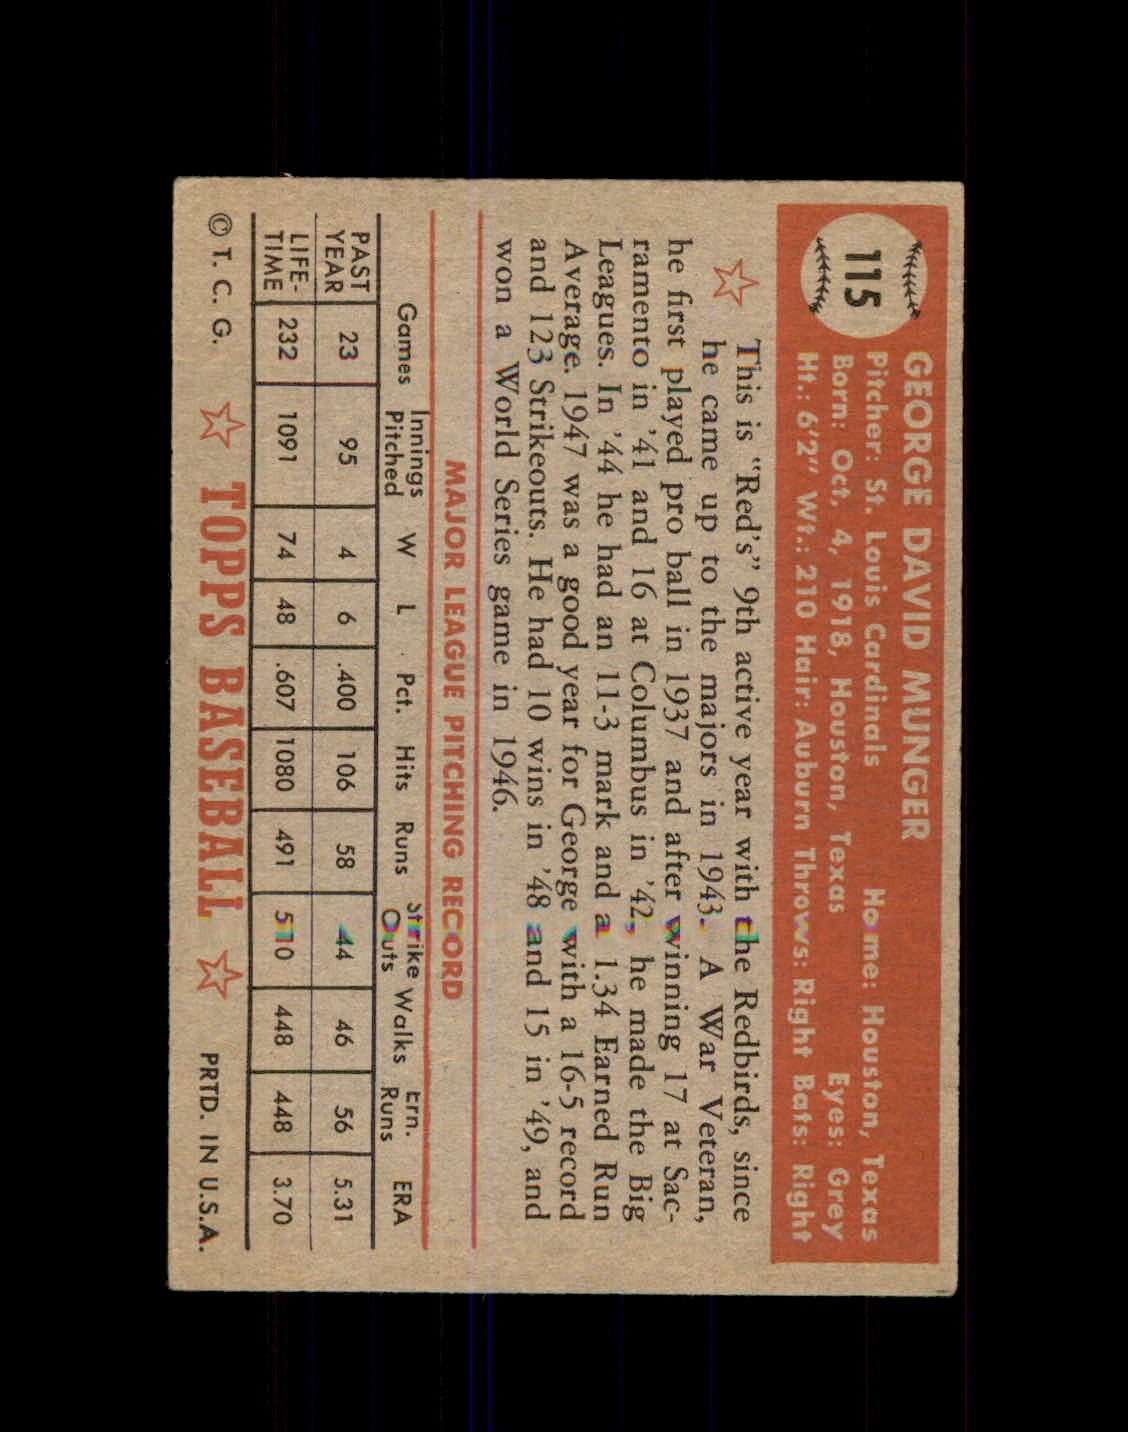 115
GEORGE DAVID MUNGER
Pitcher: St. Louis Cardinals Home: Houston, Texas
Born: Oct. 4, 1918, Houston, Texas Eyes: Grey
Ht.: 6'2" Wt.: 210 Hair: Auburn Throws: Right Bats: Right
This is "Red's" 9th active year with the Redbirds, since
he came up to the majors in 1943. A War Veteran,
he first played pro ball in 1937 and after winning 17 at Sac-
ramento in '41 and 16 at Columbus in '42, he made the Big
Leagues. In '44 he had an 11-3 mark and a 1.34 Earned Run
Average. 1947 was a good year for George with a 16-5 record
and 123 Strikeouts. He had 10 wins in '48 and 15 in '49, and
won a World Series game in 1946.
MAJOR LEAGUE PITCHING RECORD
Games Innings Pitched W L Pct. Hits Runs Strike Outs Walks Ern. Runs ERA
PAST YEAR 23 95 4 6 .400 106 58 44 46 56 5.31
LIFE-TIME 232 1091 74 48 .607 1080 491 510 448 448 3.70
© T. C. G. TOPPS BASEBALL PRTD. IN U.S.A.